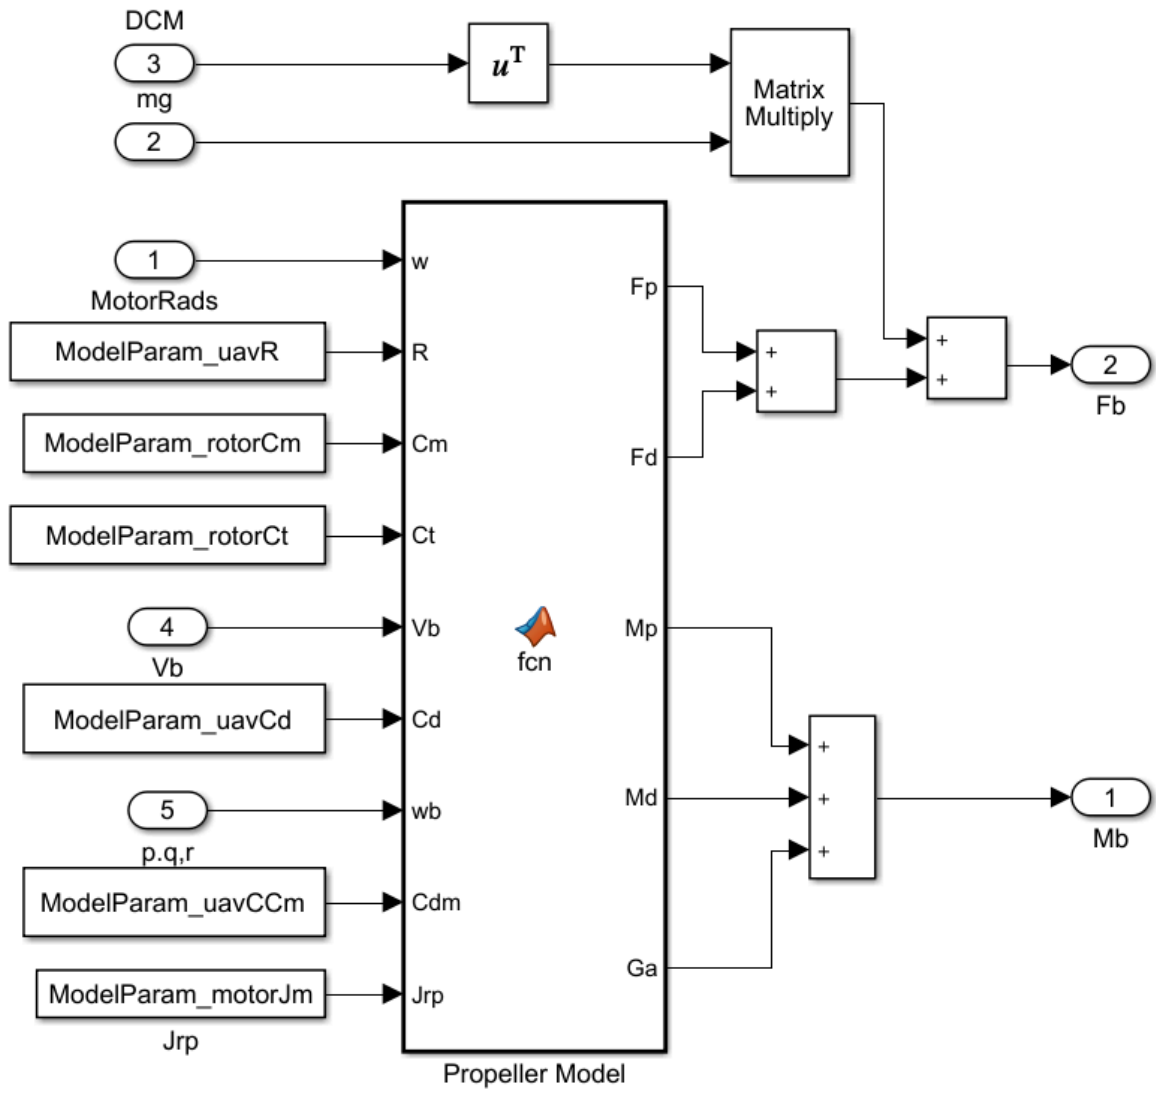 DCM
3
uT
Matrix
Multiply
mg
2
1
MotorRads
w
Fp
+
+
+
+
2
Fb
ModelParam_uavR
R
ModelParam_rotorCm
Cm
Fd
ModelParam_rotorCt
Ct
4
Vb
Vb
fcn
Mp
ModelParam_uavCd
Cd
+
+
+
5
p.q,r
wb
Md
1
Mb
ModelParam_uavCCm
Cdm
Ga
ModelParam_motorJm
Jrp
Jrp
Propeller Model